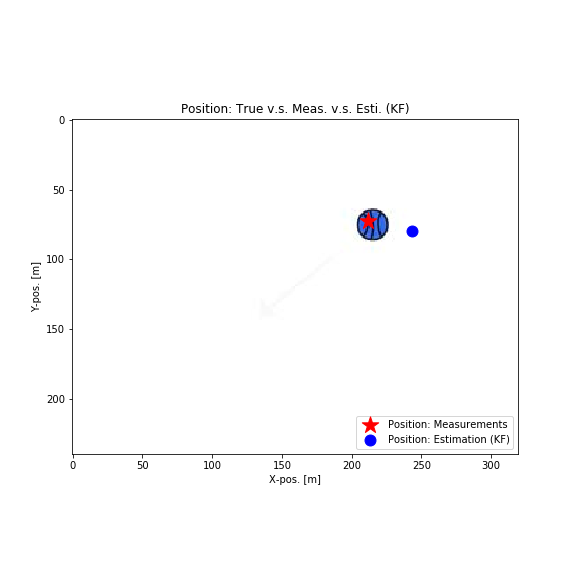 Position: True v.s. Meas. v.s. Esti. (KF)
0
50
100
150
200
Y-pos. [m]
0 50 100 150 200 250 300
X-pos. [m]
Position: Measurements
Position: Estimation (KF)